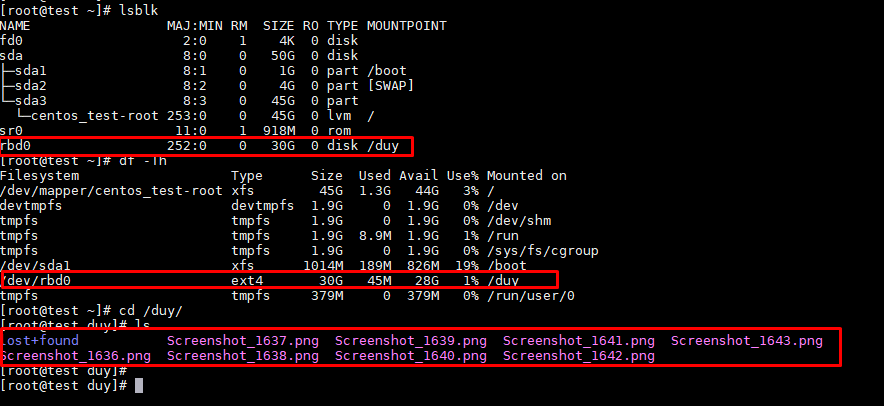 [root@test ~]# lsblk
NAME MAJ:MIN RM SIZE RO TYPE MOUNTPOINT
fd0 2:0 1 4K 0 disk
sda 8:0 0 50G 0 disk
├─sda1 8:1 0 1G 0 part /boot
├─sda2 8:2 0 4G 0 part [SWAP]
└─sda3 8:3 0 45G 0 part
└─centos_test-root 253:0 0 45G 0 lvm /
sr0 11:0 1 918M 0 rom
rbd0 252:0 0 30G 0 disk /duy
[root@test ~]# df -Th
Filesystem Type Size Used Avail Use% Mounted on
/dev/mapper/centos_test-root xfs 45G 1.3G 44G 3% /
devtmpfs devtmpfs 1.9G 0 1.9G 0% /dev
tmpfs tmpfs 1.9G 0 1.9G 0% /dev/shm
tmpfs tmpfs 1.9G 8.9M 1.9G 1% /run
tmpfs tmpfs 1.9G 0 1.9G 0% /sys/fs/cgroup
/dev/sda1 xfs 1014M 189M 826M 19% /boot
/dev/rbd0 ext4 30G 45M 28G 1% /duy
tmpfs tmpfs 379M 0 379M 0% /run/user/0
[root@test ~]# cd /duy/
[root@test duy]# ls
lost+found Screenshot_1637.png Screenshot_1639.png Screenshot_1641.png Screenshot_1643.png
Screenshot_1636.png Screenshot_1638.png Screenshot_1640.png Screenshot_1642.png
[root@test duy]#
[root@test duy]#